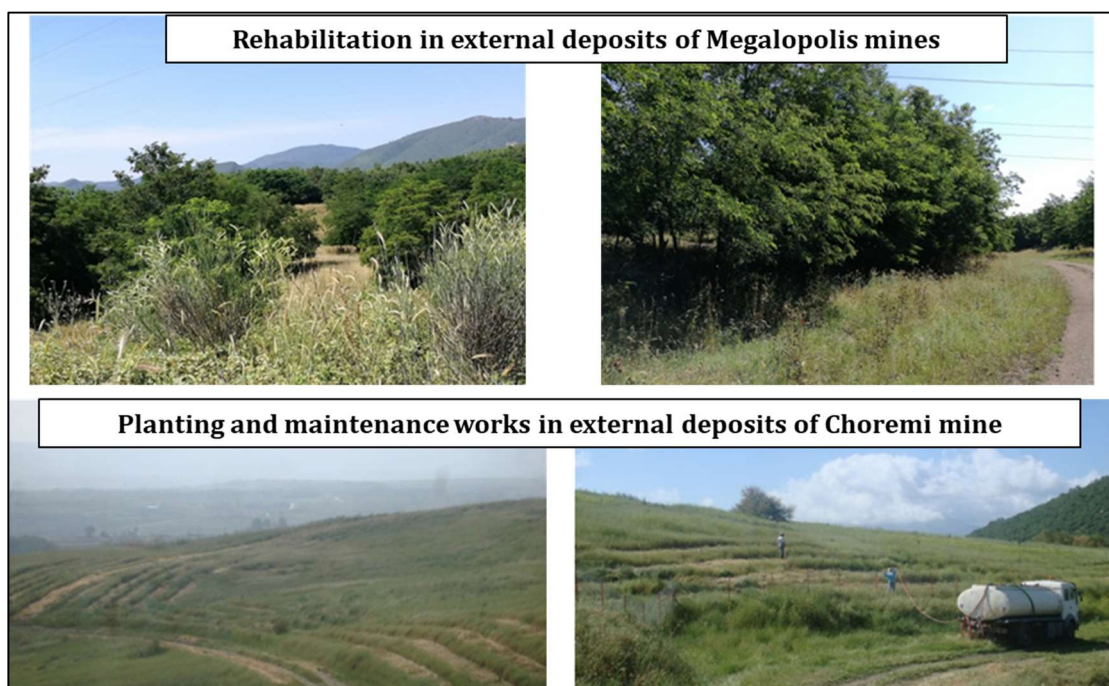 Rehabilitation in external deposits of Megalopolis mines
Planting and maintenance works in external deposits of Choremi mine